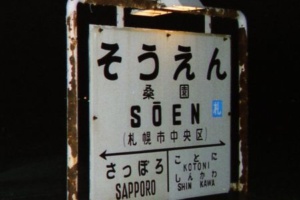 そうえん
桑園
SŌEN
札
(札幌市中央区)
さっぽろ
SAPPORO
ことに
KOTONI
しんかわ
SHIN KAWA